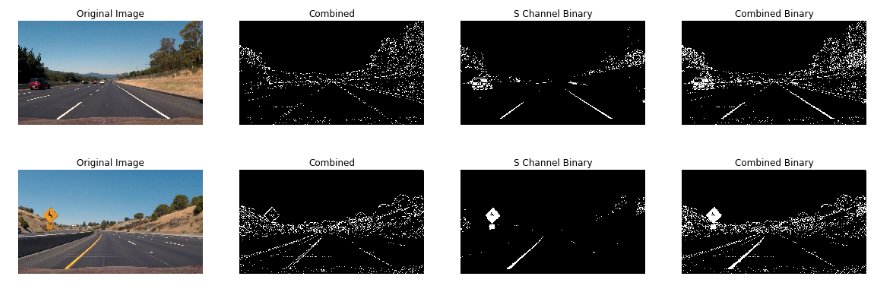 Original Image
Combined
S Channel Binary
Combined Binary
Original Image
Combined
S Channel Binary
Combined Binary